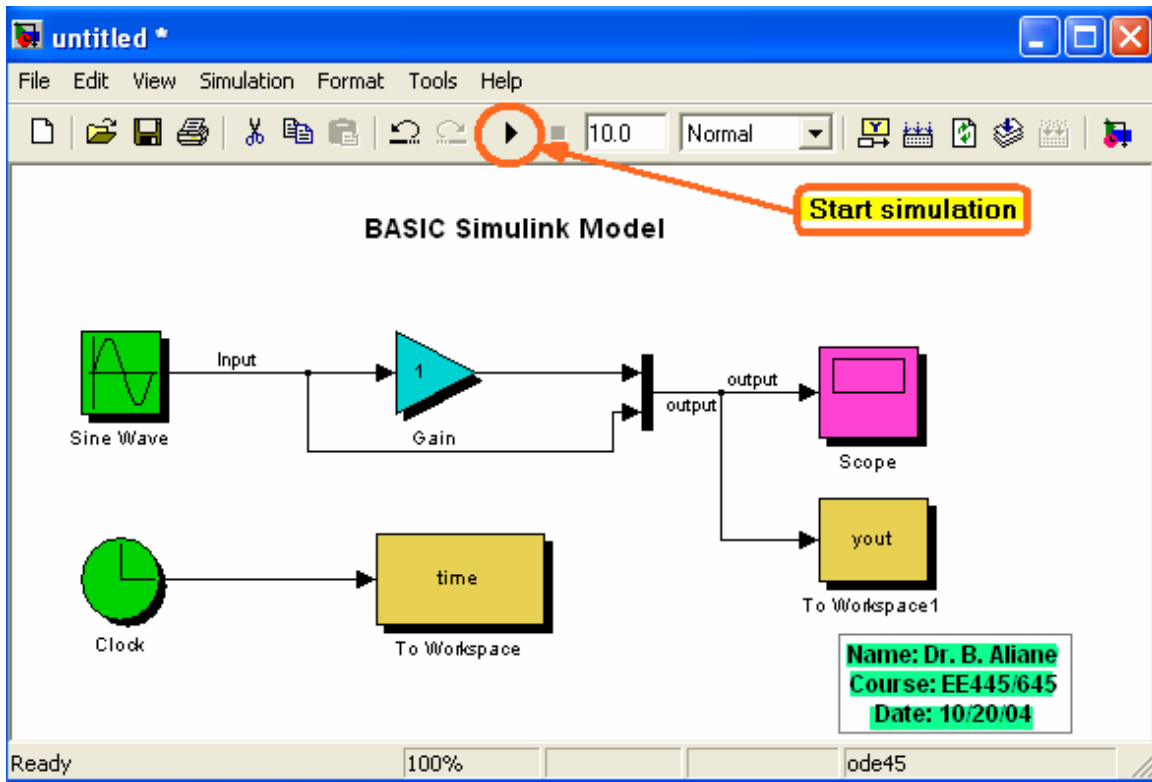 untitled *
File Edit View Simulation Format Tools Help
10.0 Normal
Start simulation
BASIC Simulink Model
Input
1
output
output
Sine Wave
Gain
Scope
yout
time
To Workspace1
Clock
To Workspace
Name: Dr. B. Aliane
Course: EE445/645
Date: 10/20/04
Ready 100% ode45